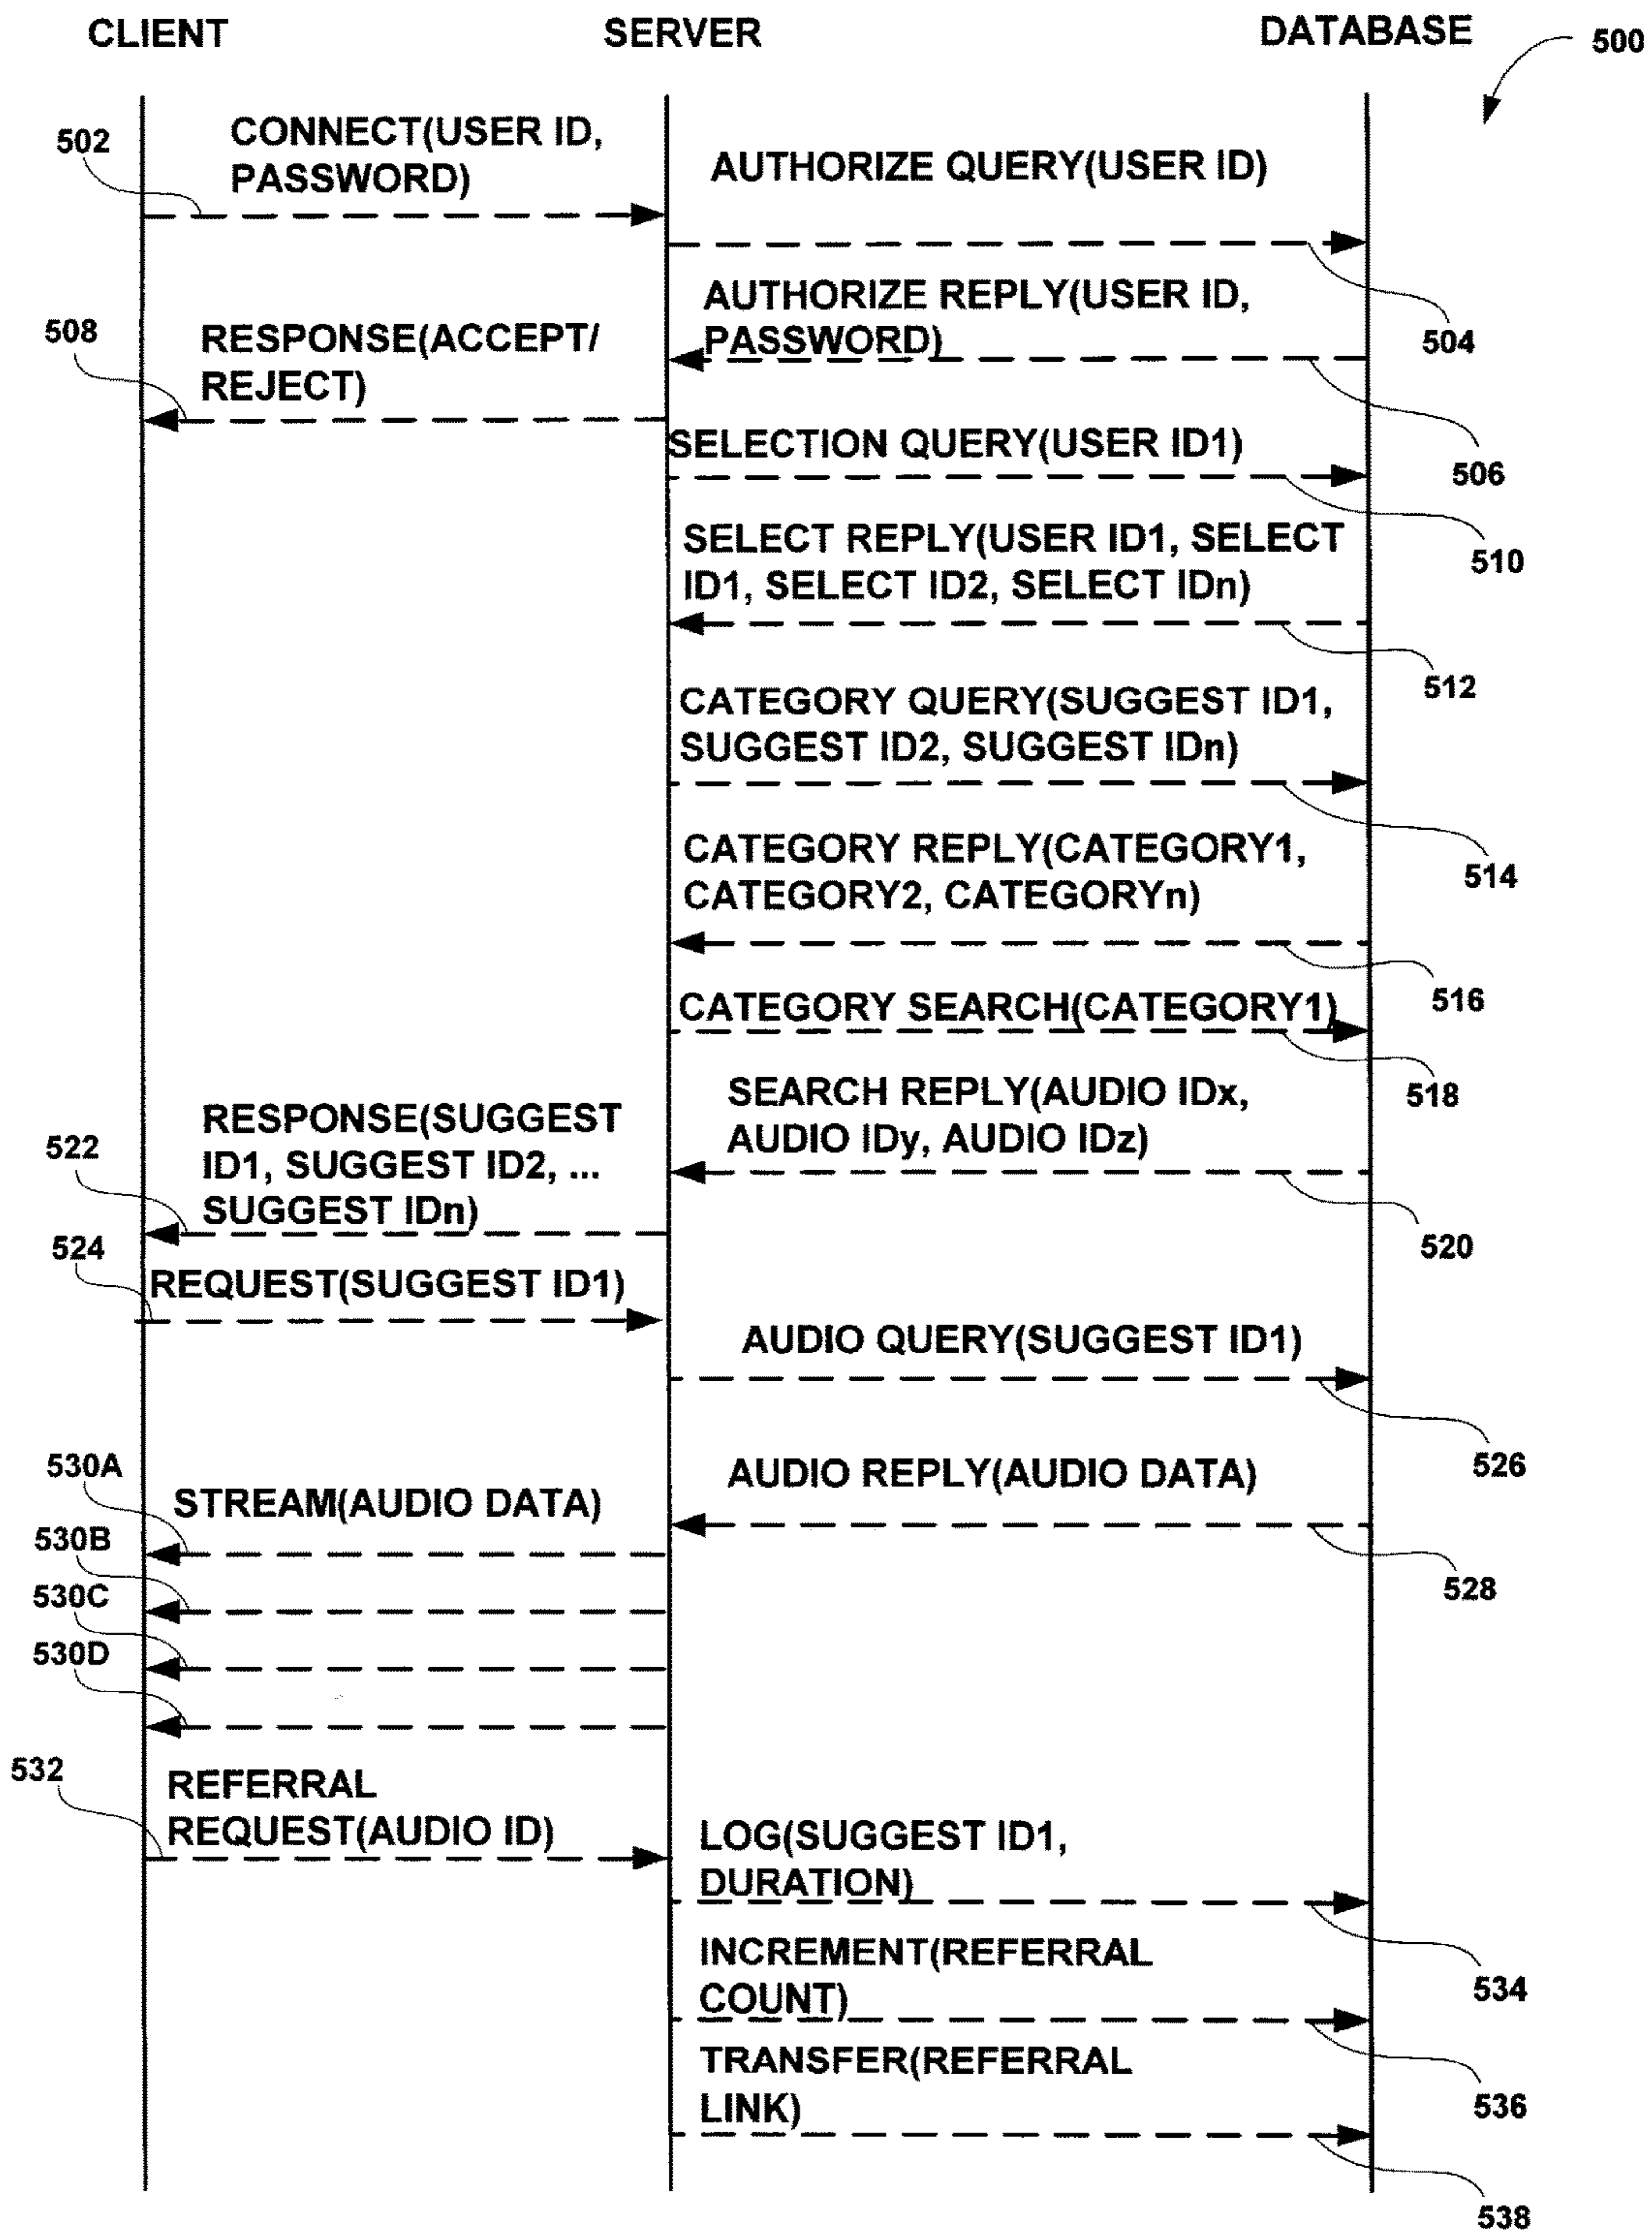 CLIENT
SERVER
DATABASE
500
502
CONNECT(USER ID,
PASSWORD)
AUTHORIZE QUERY(USER ID)
504
AUTHORIZE REPLY(USER ID,
PASSWORD)
506
508
RESPONSE(ACCEPT/
REJECT)
SELECTION QUERY(USER ID1)
510
SELECT REPLY(USER ID1, SELECT
ID1, SELECT ID2, SELECT IDn)
512
CATEGORY QUERY(SUGGEST ID1,
SUGGEST ID2, SUGGEST IDn)
514
CATEGORY REPLY(CATEGORY1,
CATEGORY2, CATEGORYn)
516
CATEGORY SEARCH(CATEGORY1)
518
SEARCH REPLY(AUDIO IDx,
AUDIO IDy, AUDIO IDz)
520
522
RESPONSE(SUGGEST
ID1, SUGGEST ID2, ...
SUGGEST IDn)
524
REQUEST(SUGGEST ID1)
AUDIO QUERY(SUGGEST ID1)
526
AUDIO REPLY(AUDIO DATA)
528
530A
STREAM(AUDIO DATA)
530B
530C
530D
532
REFERRAL
REQUEST(AUDIO ID)
LOG(SUGGEST ID1,
DURATION)
534
INCREMENT(REFERRAL
COUNT)
536
TRANSFER(REFERRAL
LINK)
538